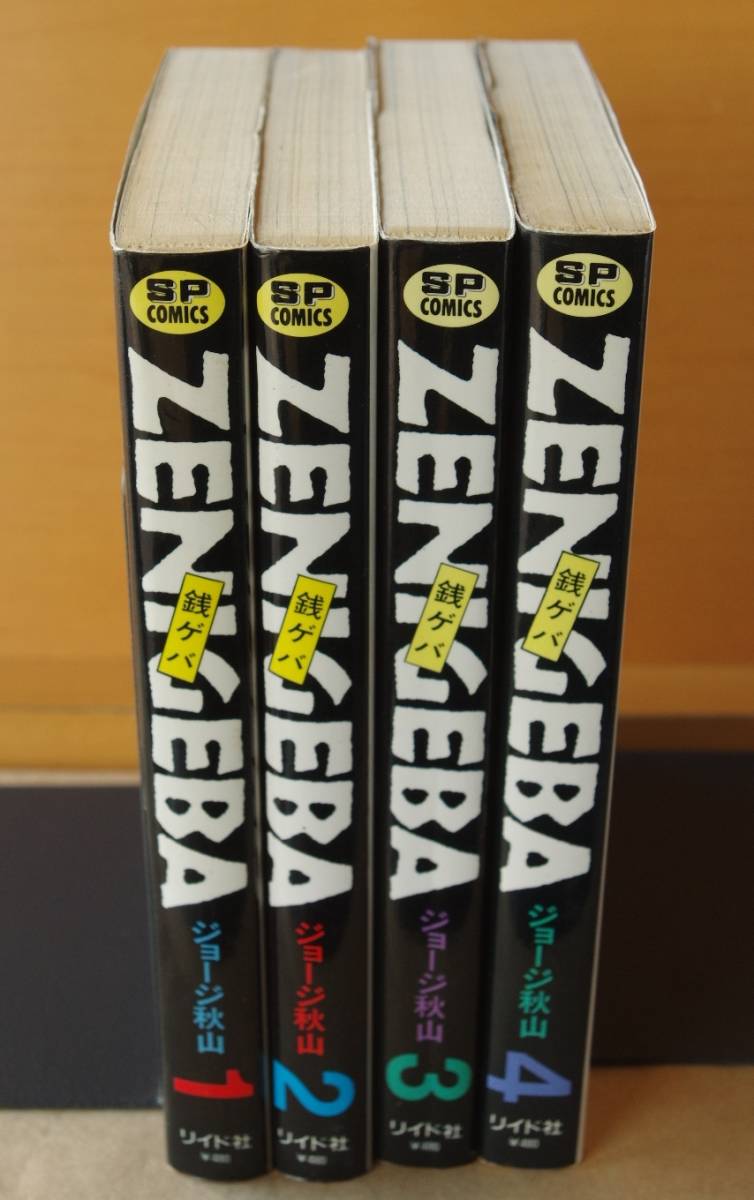 SP
COMICS
ZENIGEBA
銭ゲバ
ジョージ秋山
1
リイド社
SP
COMICS
ZENIGEBA
銭ゲバ
ジョージ秋山
2
リイド社
SP
COMICS
ZENIGEBA
銭ゲバ
ジョージ秋山
3
リイド社
SP
COMICS
ZENIGEBA
銭ゲバ
ジョージ秋山
4
リイド社